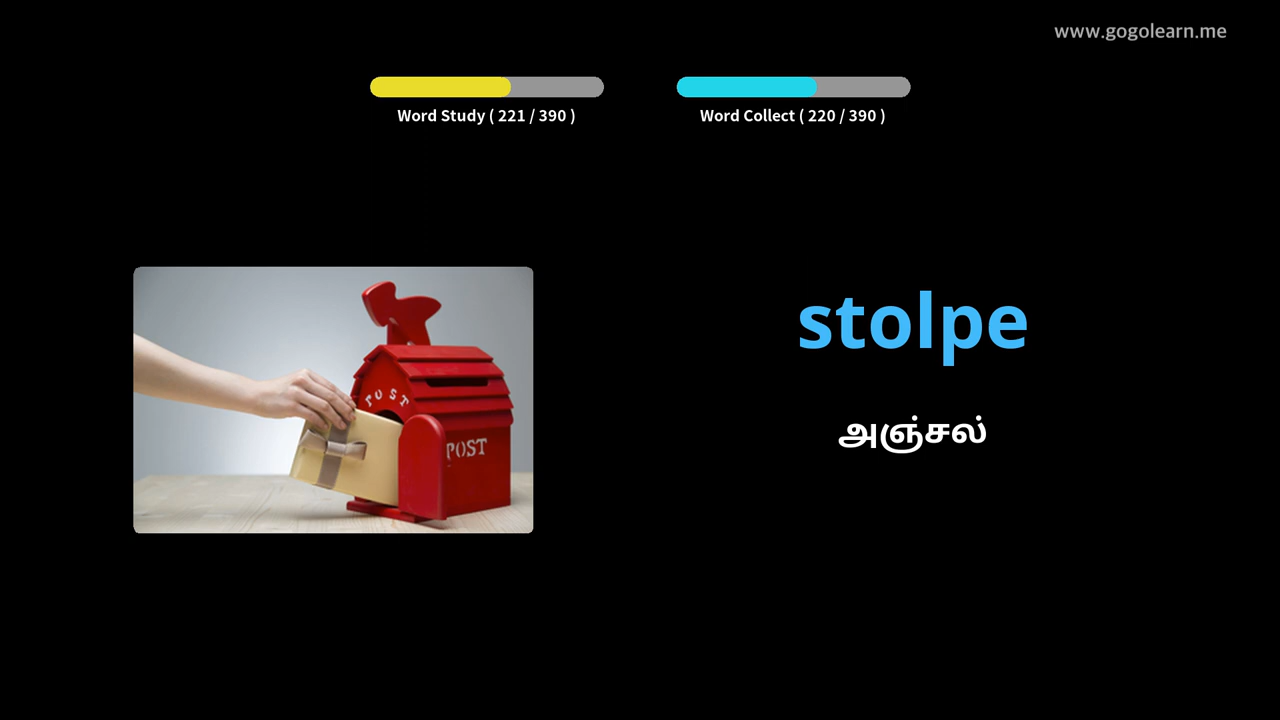 www.gogolearn.me
Word Study ( 221 / 390 )
Word Collect ( 220 / 390 )
stolpe
அஞ்சல்
POST
POST